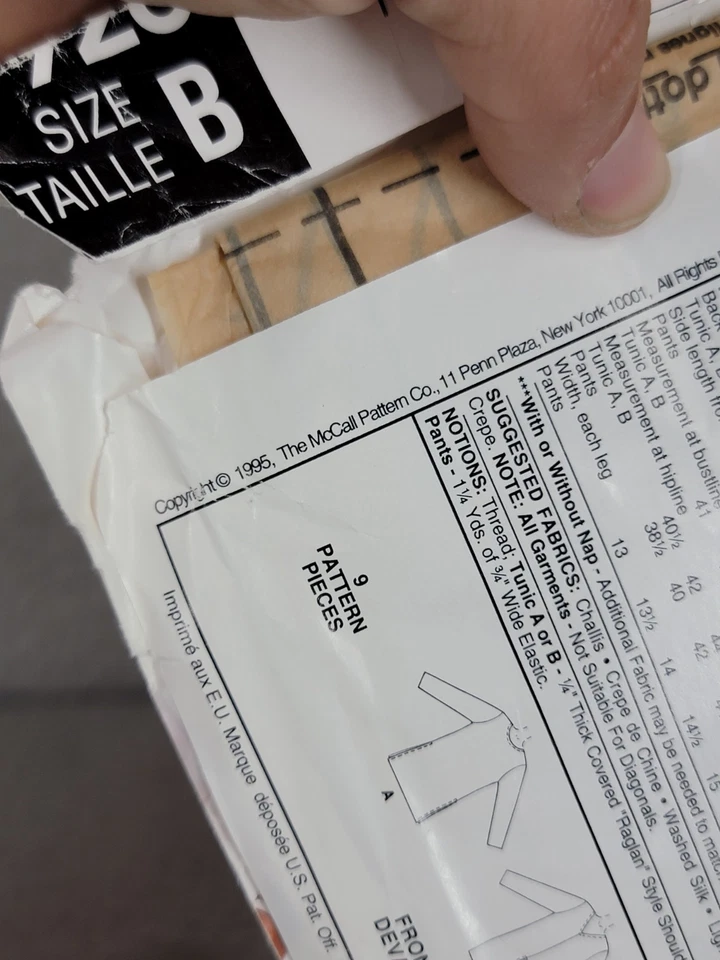 SIZE
TAILLE
B
Copyright© 1995, The McCall Pattern Co., 11 Penn Plaza, New York 10001, All Rights
Imprimé aux E.U. Marque déposée U.S. Pat. Off.
9
PATTERN
PIECES
A
Tunic A,
Side length
Pants
Measurement at bustline
Tunic A, B 41 42
Measurement at hipline
Tunic A, B 40½ 42
Pants 38½ 40
Width, each leg
Pants 13 13½ 14 14½ 15
***With or Without Nap - Additional Fabric may be needed to
SUGGESTED FABRICS: Challis • Crepe de Chine • Washed Silk •
Crepe. NOTE: All Garments - Not Suitable For Diagonals.
NOTIONS: Thread; Tunic A or B - ¼" Thick Covered "Raglan" Style
Pants - 1¼ Yds. of ¾" Wide Elastic.